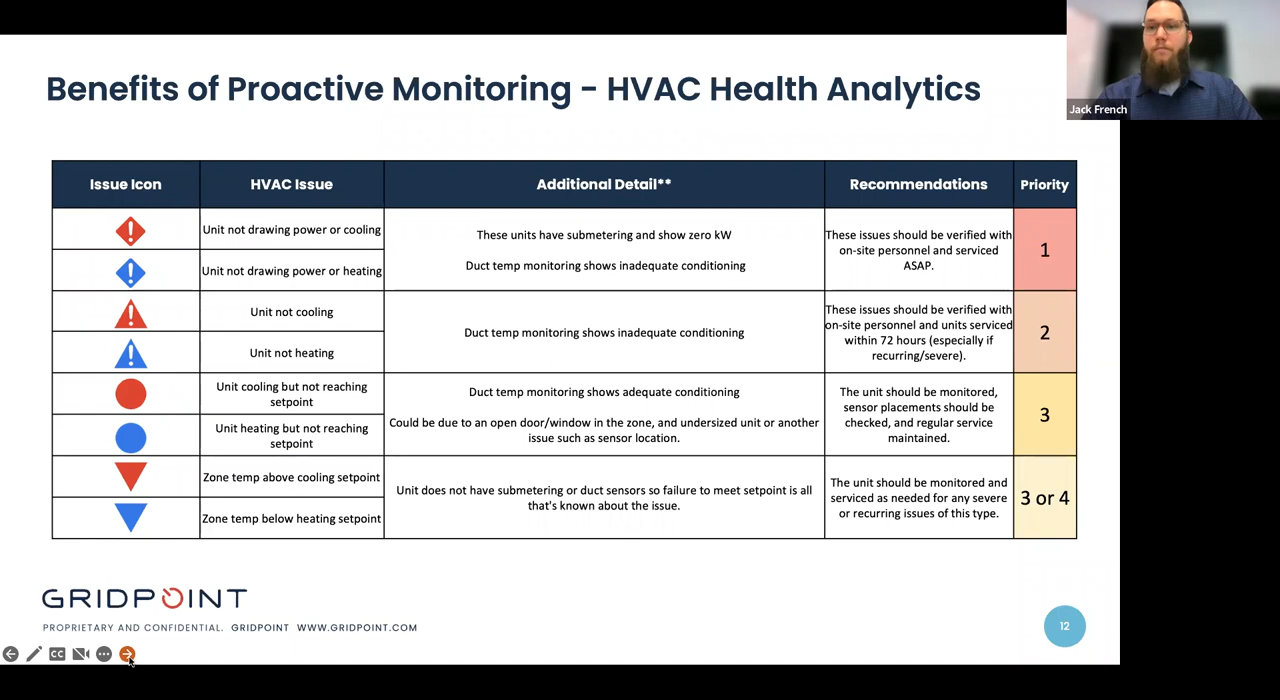 Benefits of Proactive Monitoring - HVAC Health Analytics
Jack French
Issue Icon
HVAC Issue
Additional Detail**
Recommendations
Priority
Unit not drawing power or cooling
Unit not drawing power or heating
These units have submetering and show zero kW
Duct temp monitoring shows inadequate conditioning
These issues should be verified with
on-site personnel and serviced
ASAP.
1
Unit not cooling
Unit not heating
Duct temp monitoring shows inadequate conditioning
These issues should be verified with
on-site personnel and units serviced
within 72 hours (especially if
recurring/severe).
2
Unit cooling but not reaching
setpoint
Unit heating but not reaching
setpoint
Duct temp monitoring shows adequate conditioning
Could be due to an open door/window in the zone, and undersized unit or another
issue such as sensor location.
The unit should be monitored,
sensor placements should be
checked, and regular service
maintained.
3
Zone temp above cooling setpoint
Zone temp below heating setpoint
Unit does not have submetering or duct sensors so failure to meet setpoint is all
that's known about the issue.
The unit should be monitored and
serviced as needed for any severe
or recurring issues of this type.
3 or 4
GRIDPOINT
PROPRIETARY AND CONFIDENTIAL. GRIDPOINT WWW.GRIDPOINT.COM
12
CC